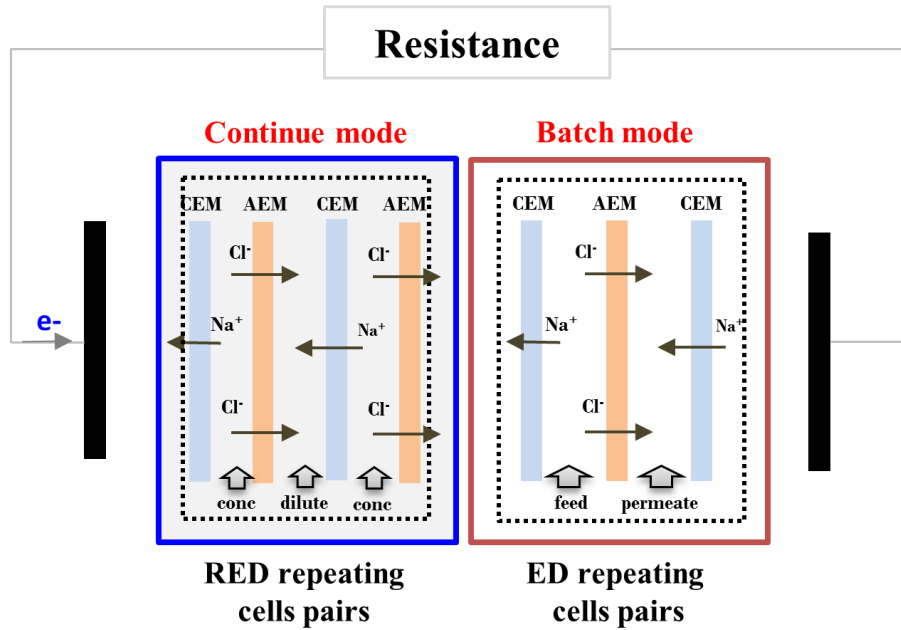 Resistance
Continue mode
Batch mode
CEM AEM CEM AEM
CEM AEM CEM
Cl-
Cl-
Cl-
e-
Na+
Na+
Na+
Na+
Cl-
Cl-
Cl-
conc dilute conc
feed permeate
RED repeating
cells pairs
ED repeating
cells pairs